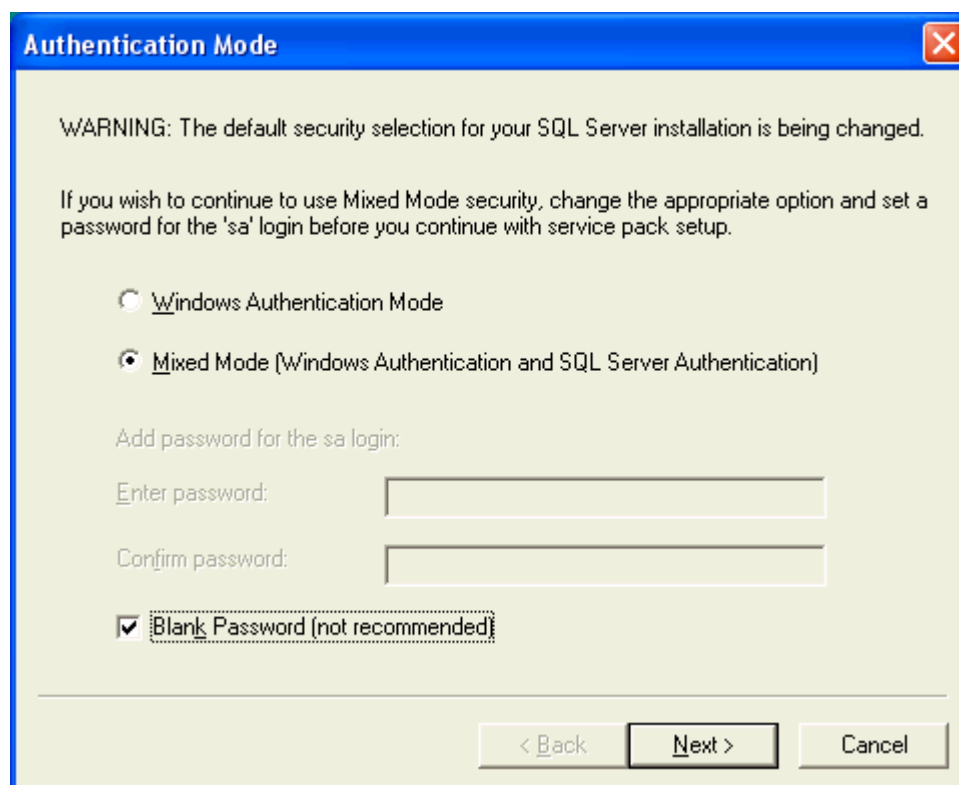 Authentication Mode
WARNING: The default security selection for your SQL Server installation is being changed.
If you wish to continue to use Mixed Mode security, change the appropriate option and set a
password for the 'sa' login before you continue with service pack setup.
Windows Authentication Mode
Mixed Mode (Windows Authentication and SQL Server Authentication)
Add password for the sa login:
Enter password:
Confirm password:
Blank Password (not recommended)
< Back Next > Cancel